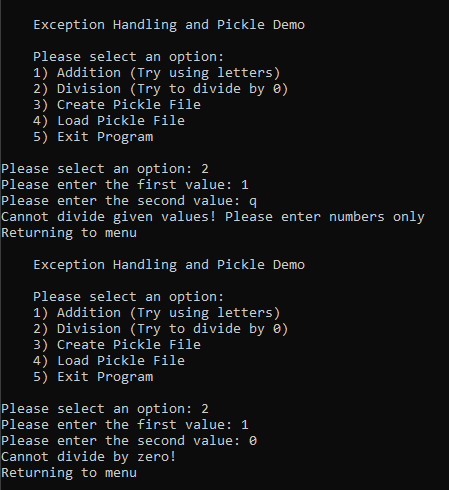 Exception Handling and Pickle Demo
Please select an option:
1) Addition (Try using letters)
2) Division (Try to divide by 0)
3) Create Pickle File
4) Load Pickle File
5) Exit Program
Please select an option: 2
Please enter the first value: 1
Please enter the second value: q
Cannot divide given values! Please enter numbers only
Returning to menu
Exception Handling and Pickle Demo
Please select an option:
1) Addition (Try using letters)
2) Division (Try to divide by 0)
3) Create Pickle File
4) Load Pickle File
5) Exit Program
Please select an option: 2
Please enter the first value: 1
Please enter the second value: 0
Cannot divide by zero!
Returning to menu